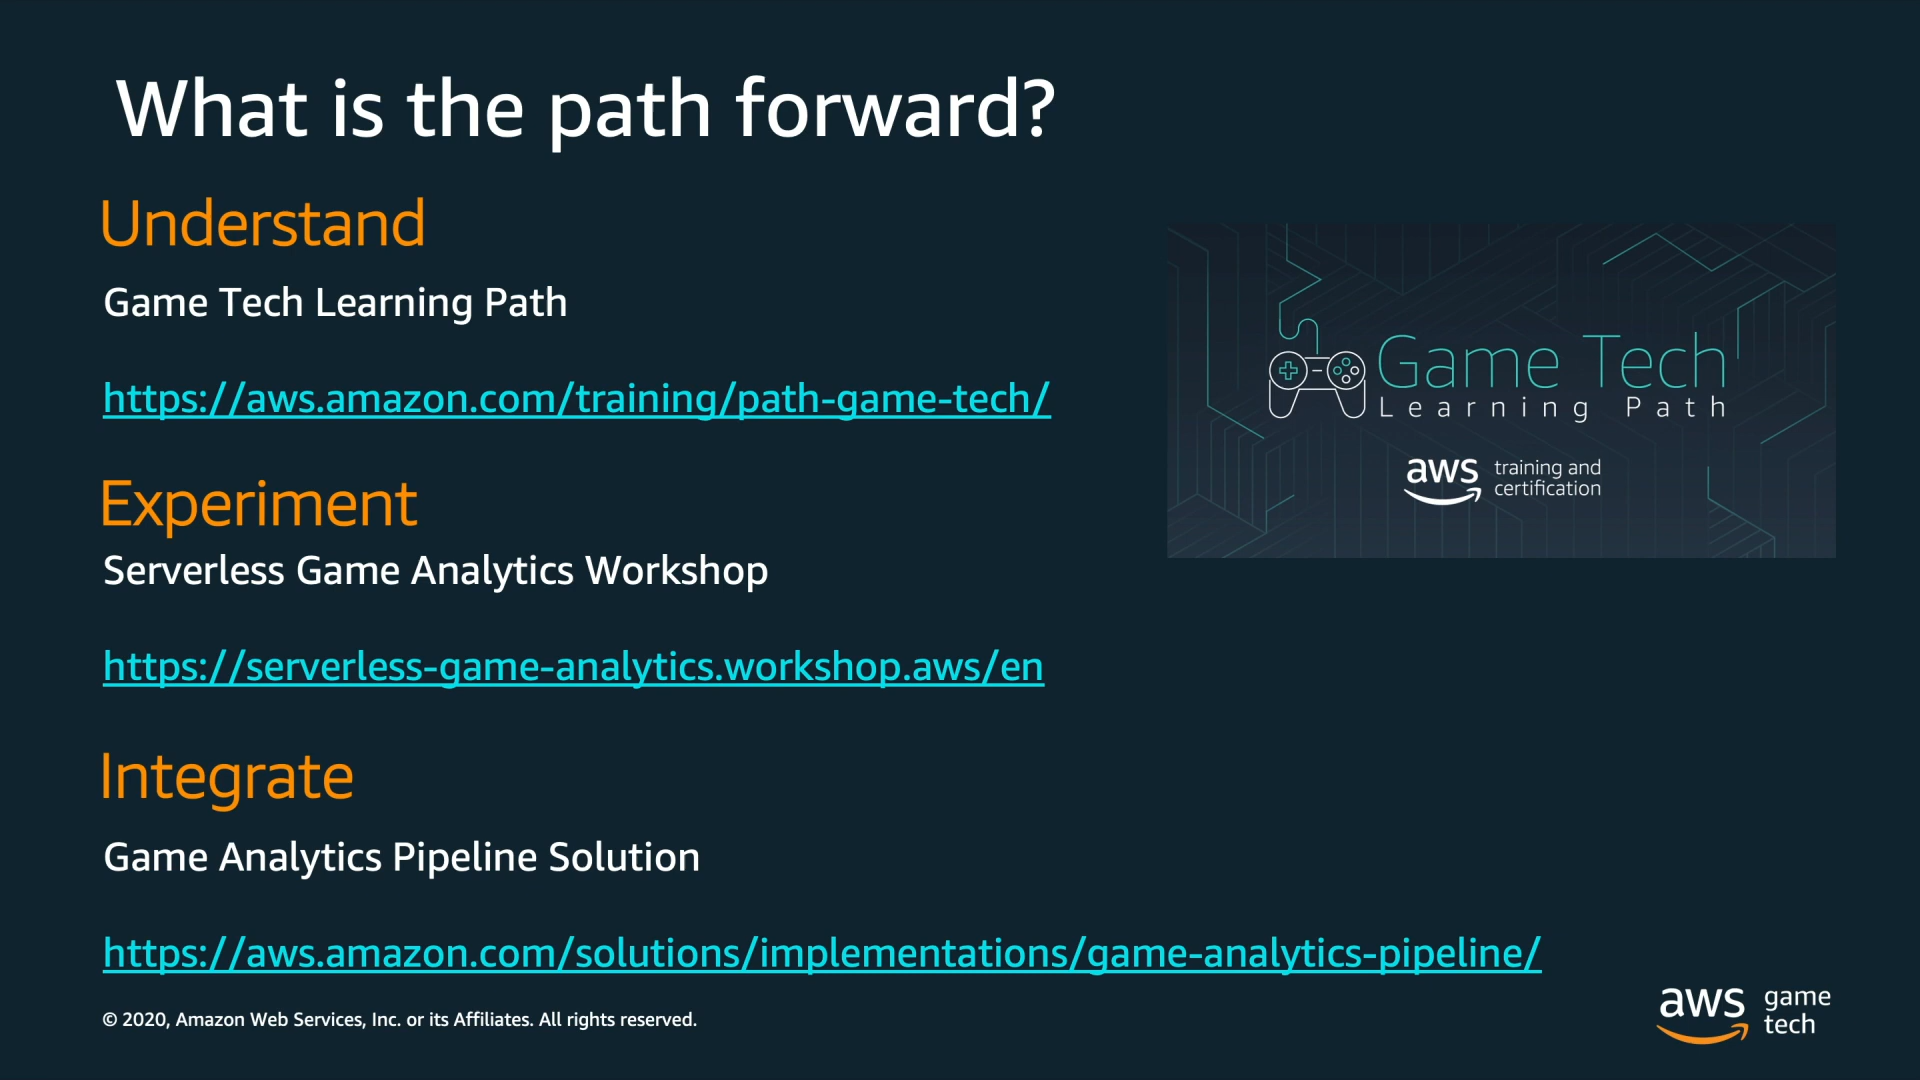 What is the path forward?
Understand
Game Tech Learning Path
https://aws.amazon.com/training/path-game-tech/
Experiment
Serverless Game Analytics Workshop
https://serverless-game-analytics.workshop.aws/en
Integrate
Game Analytics Pipeline Solution
https://aws.amazon.com/solutions/implementations/game-analytics-pipeline/
Game Tech
Learning Path
aws training and
certification
© 2020, Amazon Web Services, Inc. or its Affiliates. All rights reserved.
aws game
tech